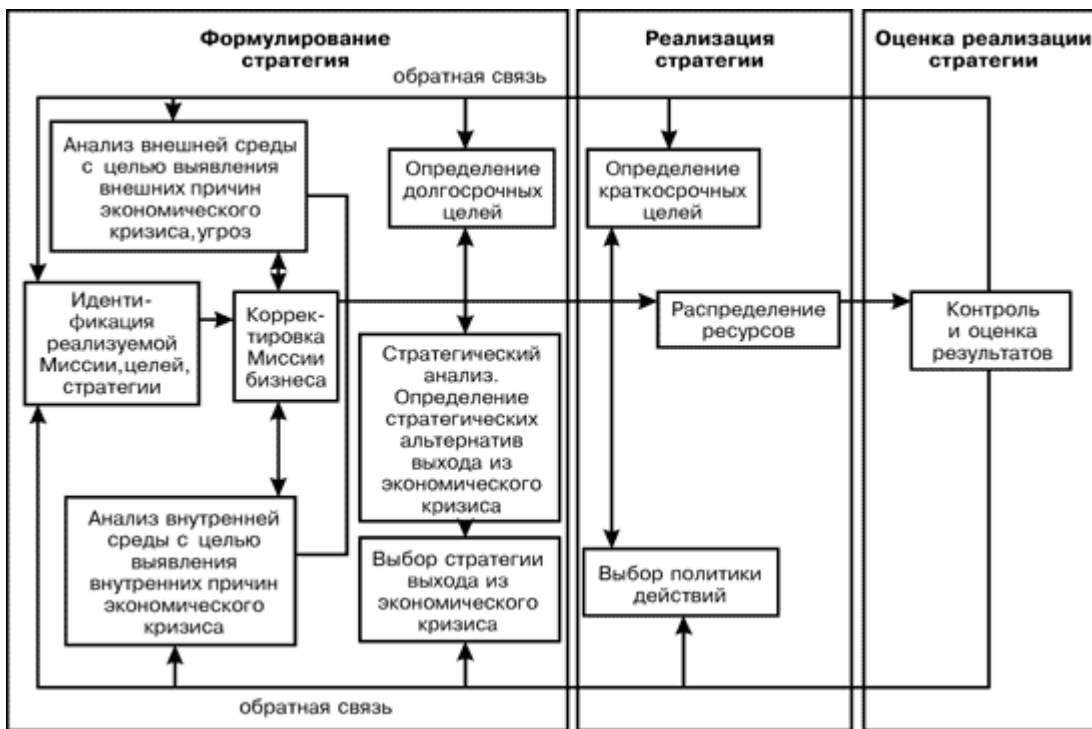 Формулирование
стратегия
Реализация
стратегии
Оценка реализации
стратегии
обратная связь
Анализ внешней среды
с целью выявления
внешних причин
экономического
кризиса,угроз
Определение
долгосрочных
целей
Определение
краткосрочных
целей
Иденти-
фикация
реализуемой
Миссии,целей,
стратегии
Коррек-
тировка
Миссии
бизнеса
Распределение
ресурсов
Контроль
и оценка
результатов
Стратегический
анализ.
Определение
стратегических
альтернатив
выхода из
экономического
кризиса
Анализ внутренней
среды с целью
выявления
внутренних причин
экономического
кризиса
Выбор стратегии
выхода из
экономического
кризиса
Выбор политики
действий
обратная связь